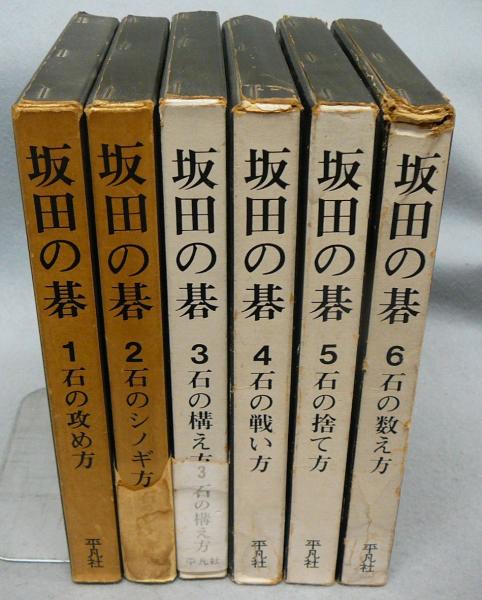 坂田の碁
1 石の攻め方
平凡社
坂田の碁
2 石のシノギ方
坂田の碁
3 石の構え方
3 石の構え方
平凡社
坂田の碁
4 石の戦い方
平凡社
坂田の碁
5 石の捨て方
平凡社
坂田の碁
6 石の数え方
平凡社